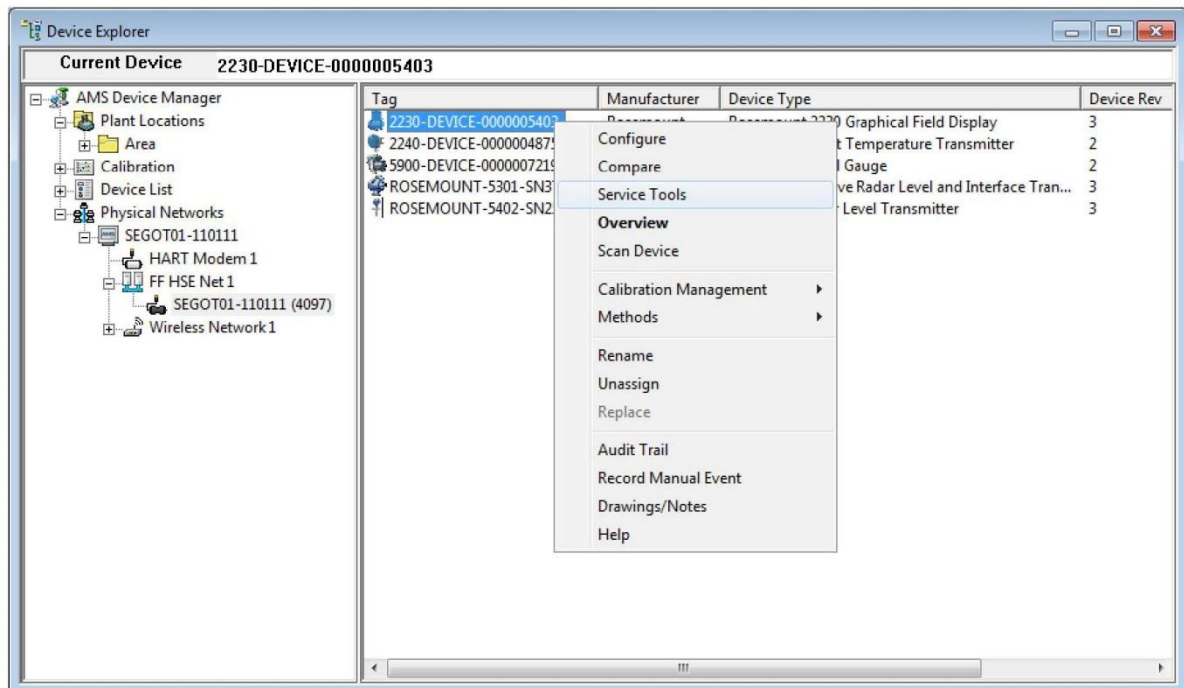 Device Explorer
Current Device 2230-DEVICE-0000005403
AMS Device Manager
Plant Locations
Area
Calibration
Device List
Physical Networks
SEGOT01-110111
HART Modem 1
FF HSE Net 1
SEGOT01-110111 (4097)
Wireless Network 1
Tag Manufacturer Device Type Device Rev
2230-DEVICE-0000005403 Graphical Field Display 3
2240-DEVICE-000000487 t Temperature Transmitter 2
5900-DEVICE-0000007219 l Gauge 2
ROSEMOUNT-5301-SN3 ve Radar Level and Interface Tran... 3
ROSEMOUNT-5402-SN2 Level Transmitter 3
Configure
Compare
Service Tools
Overview
Scan Device
Calibration Management
Methods
Rename
Unassign
Replace
Audit Trail
Record Manual Event
Drawings/Notes
Help